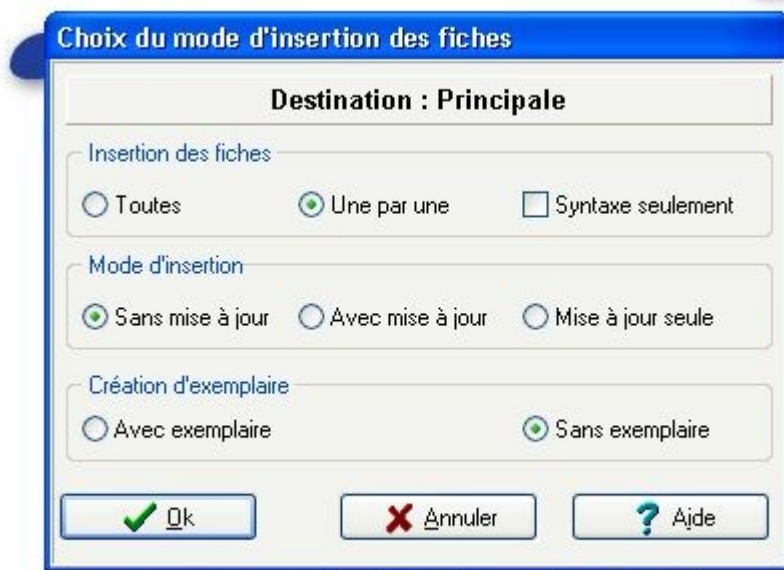 Choix du mode d'insertion des fiches
Destination : Principale
Insertion des fiches
Toutes Une par une Syntaxe seulement
Mode d'insertion
Sans mise à jour Avec mise à jour Mise à jour seule
Création d'exemplaire
Avec exemplaire Sans exemplaire
Ok Annuler Aide